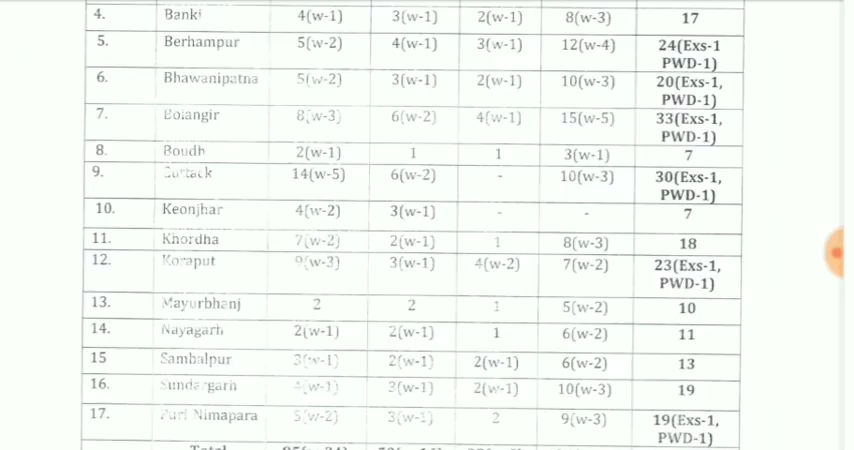 4. Banki 4(w-1) 3(w-1) 2(w-1) 8(w-3) 17
5. Berhampur 5(w-2) 4(w-1) 3(w-1) 12(w-4) 24(Exs-1
PWD-1)
6. Bhawanipatna 5(w-2) 3(w-1) 2(w-1) 10(w-3) 20(Exs-1,
PWD-1)
7. Bolangir 8(w-3) 6(w-2) 4(w-1) 15(w-5) 33(Exs-1,
PWD-1)
8. Boudh 2(w-1) 1 1 3(w-1) 7
9. Cuttack 14(w-5) 6(w-2) - 10(w-3) 30(Exs-1,
PWD-1)
10. Keonjhar 4(w-2) 3(w-1) - - 7
11. Khordha 7(w-2) 2(w-1) 1 8(w-3) 18
12. Koraput 9(w-3) 3(w-1) 4(w-2) 7(w-2) 23(Exs-1,
PWD-1)
13. Mayurbhanj 2 2 1 5(w-2) 10
14. Nayagarh 2(w-1) 2(w-1) 1 6(w-2) 11
15 Sambalpur 3(w-1) 2(w-1) 2(w-1) 6(w-2) 13
16. Sundargarh 4(w-1) 3(w-1) 2(w-1) 10(w-3) 19
17. Puri Nimapara 5(w-2) 3(w-1) 2 9(w-3) 19(Exs-1,
PWD-1)
Total